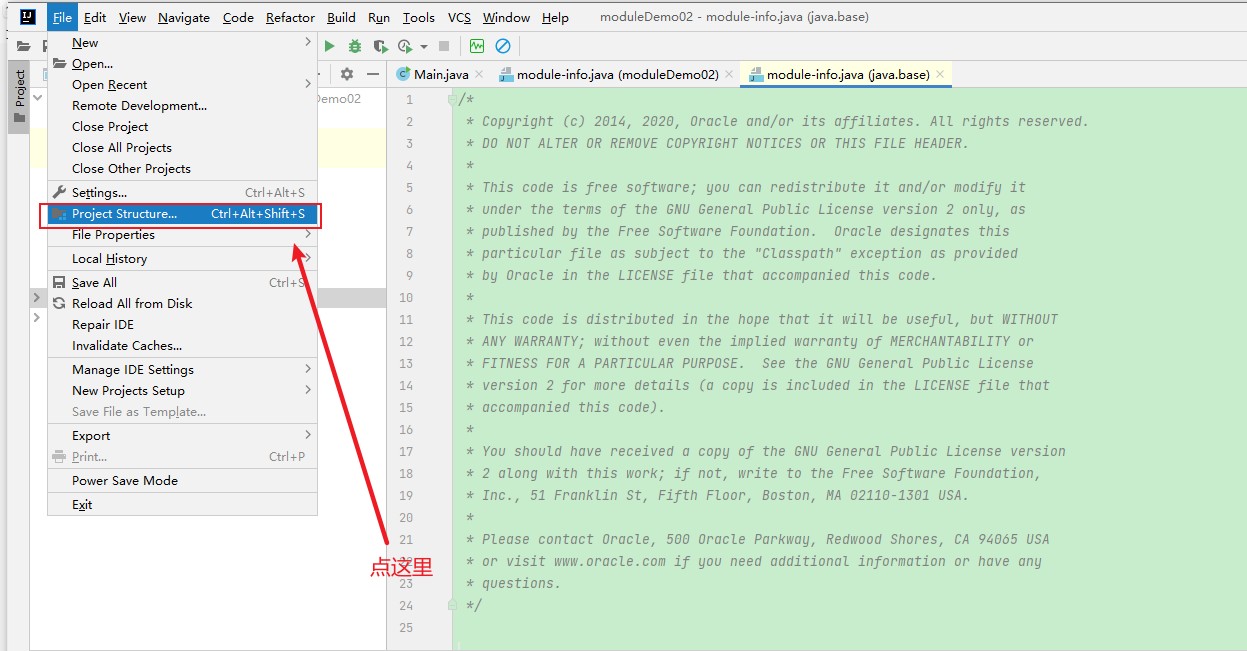 File Edit View Navigate Code Refactor Build Run Tools VCS Window Help moduleDemo02 - module-info.java (java.base)
New
Open...
Open Recent
Remote Development...
Close Project
Close All Projects
Close Other Projects
Settings... Ctrl+Alt+S
Project Structure... Ctrl+Alt+Shift+S
File Properties
Local History
Save All Ctrl+S
Reload All from Disk
Repair IDE
Invalidate Caches...
Manage IDE Settings
New Projects Setup
Save File as Template...
Export
Print... Ctrl+P
Power Save Mode
Exit
Project
Demo02
点这里
Main.java module-info.java (moduleDemo02) module-info.java (java.base)
1 /*
2 * Copyright (c) 2014, 2020, Oracle and/or its affiliates. All rights reserved.
3 * DO NOT ALTER OR REMOVE COPYRIGHT NOTICES OR THIS FILE HEADER.
4 *
5 * This code is free software; you can redistribute it and/or modify it
6 * under the terms of the GNU General Public License version 2 only, as
7 * published by the Free Software Foundation.  Oracle designates this
8 * particular file as subject to the "Classpath" exception as provided
9 * by Oracle in the LICENSE file that accompanied this code.
10 *
11 * This code is distributed in the hope that it will be useful, but WITHOUT
12 * ANY WARRANTY; without even the implied warranty of MERCHANTABILITY or
13 * FITNESS FOR A PARTICULAR PURPOSE.  See the GNU General Public License
14 * version 2 for more details (a copy is included in the LICENSE file that
15 * accompanied this code).
16 *
17 * You should have received a copy of the GNU General Public License version
18 * 2 along with this work; if not, write to the Free Software Foundation,
19 * Inc., 51 Franklin St, Fifth Floor, Boston, MA 02110-1301 USA.
20 *
21 * Please contact Oracle, 500 Oracle Parkway, Redwood Shores, CA 94065 USA
22 * or visit www.oracle.com if you need additional information or have any
23 * questions.
24 */
25